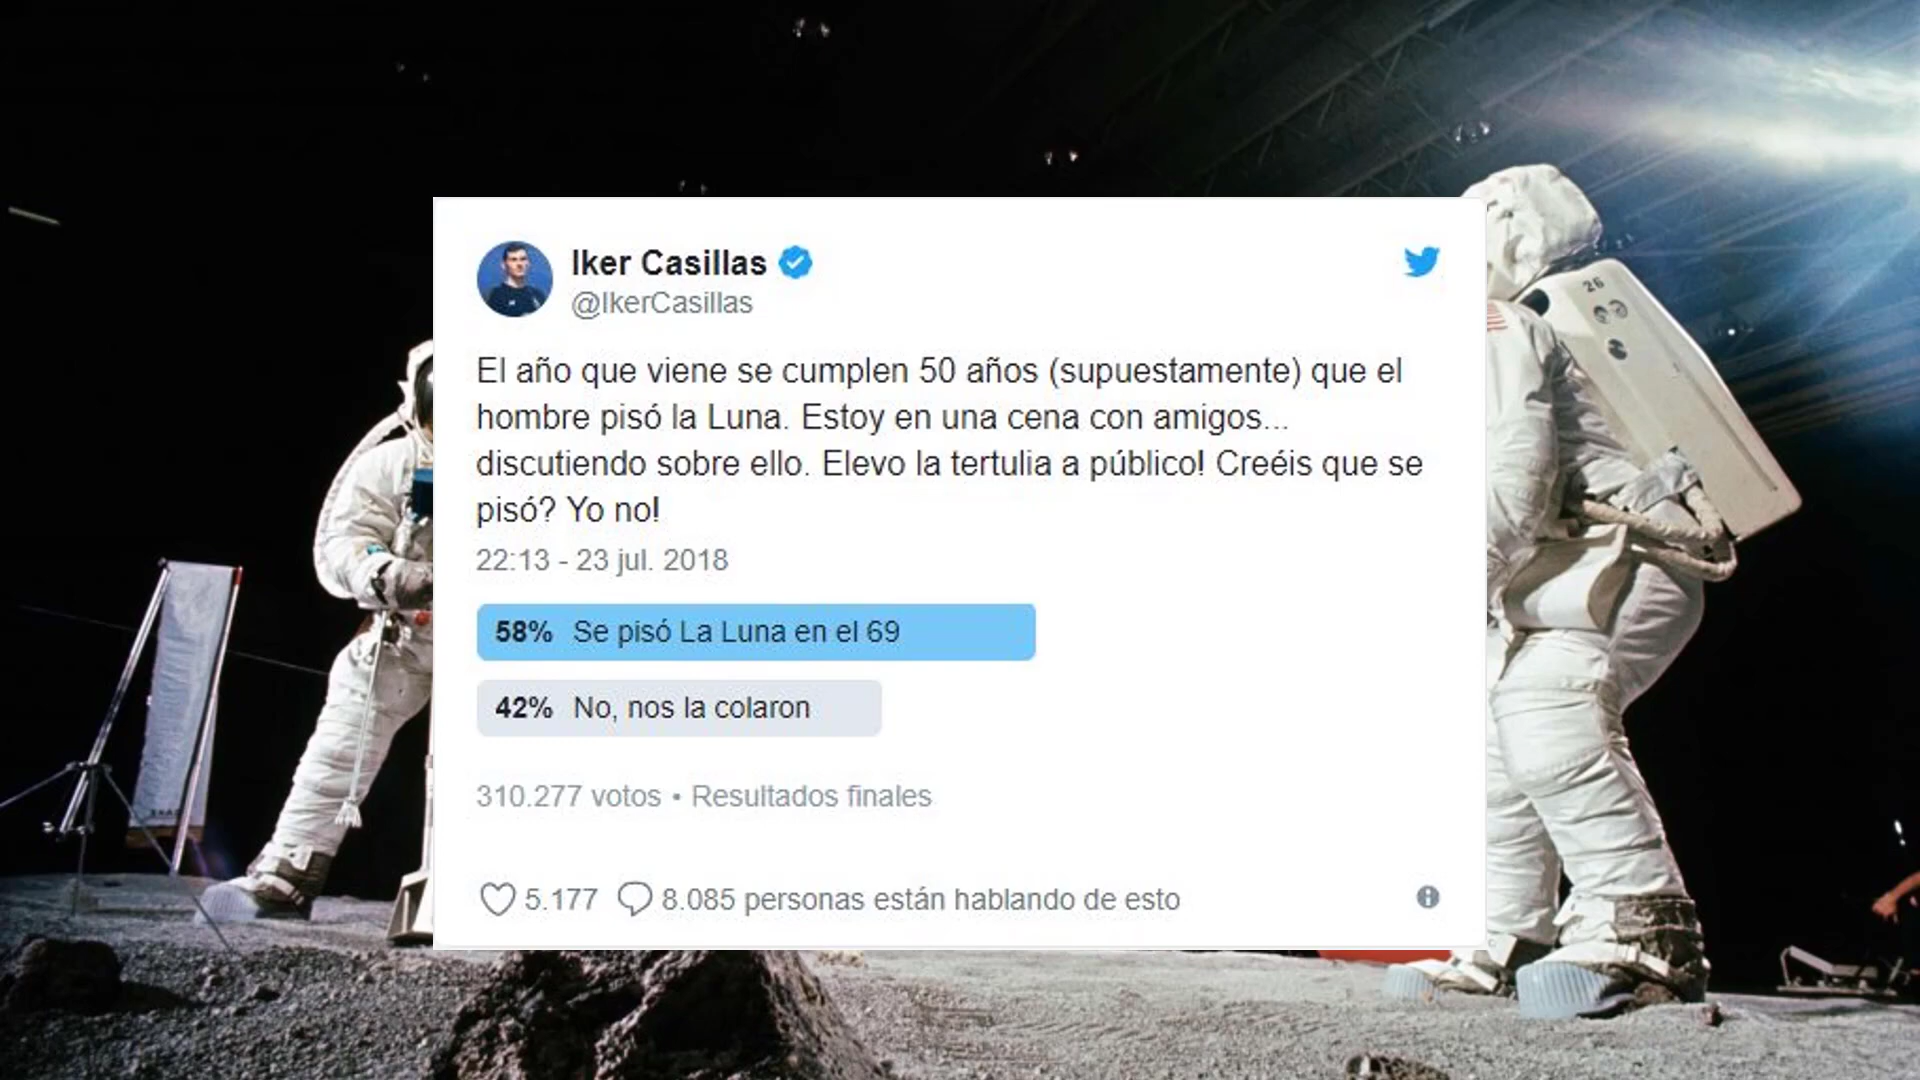 Iker Casillas
@IkerCasillas
El año que viene se cumplen 50 años (supuestamente) que el
hombre pisó la Luna. Estoy en una cena con amigos...
discutiendo sobre ello. Elevo la tertulia a público! Creéis que se
pisó? Yo no!
22:13 - 23 jul. 2018
58% Se pisó La Luna en el 69
42% No, nos la colaron
310.277 votos • Resultados finales
5.177 8.085 personas están hablando de esto
26